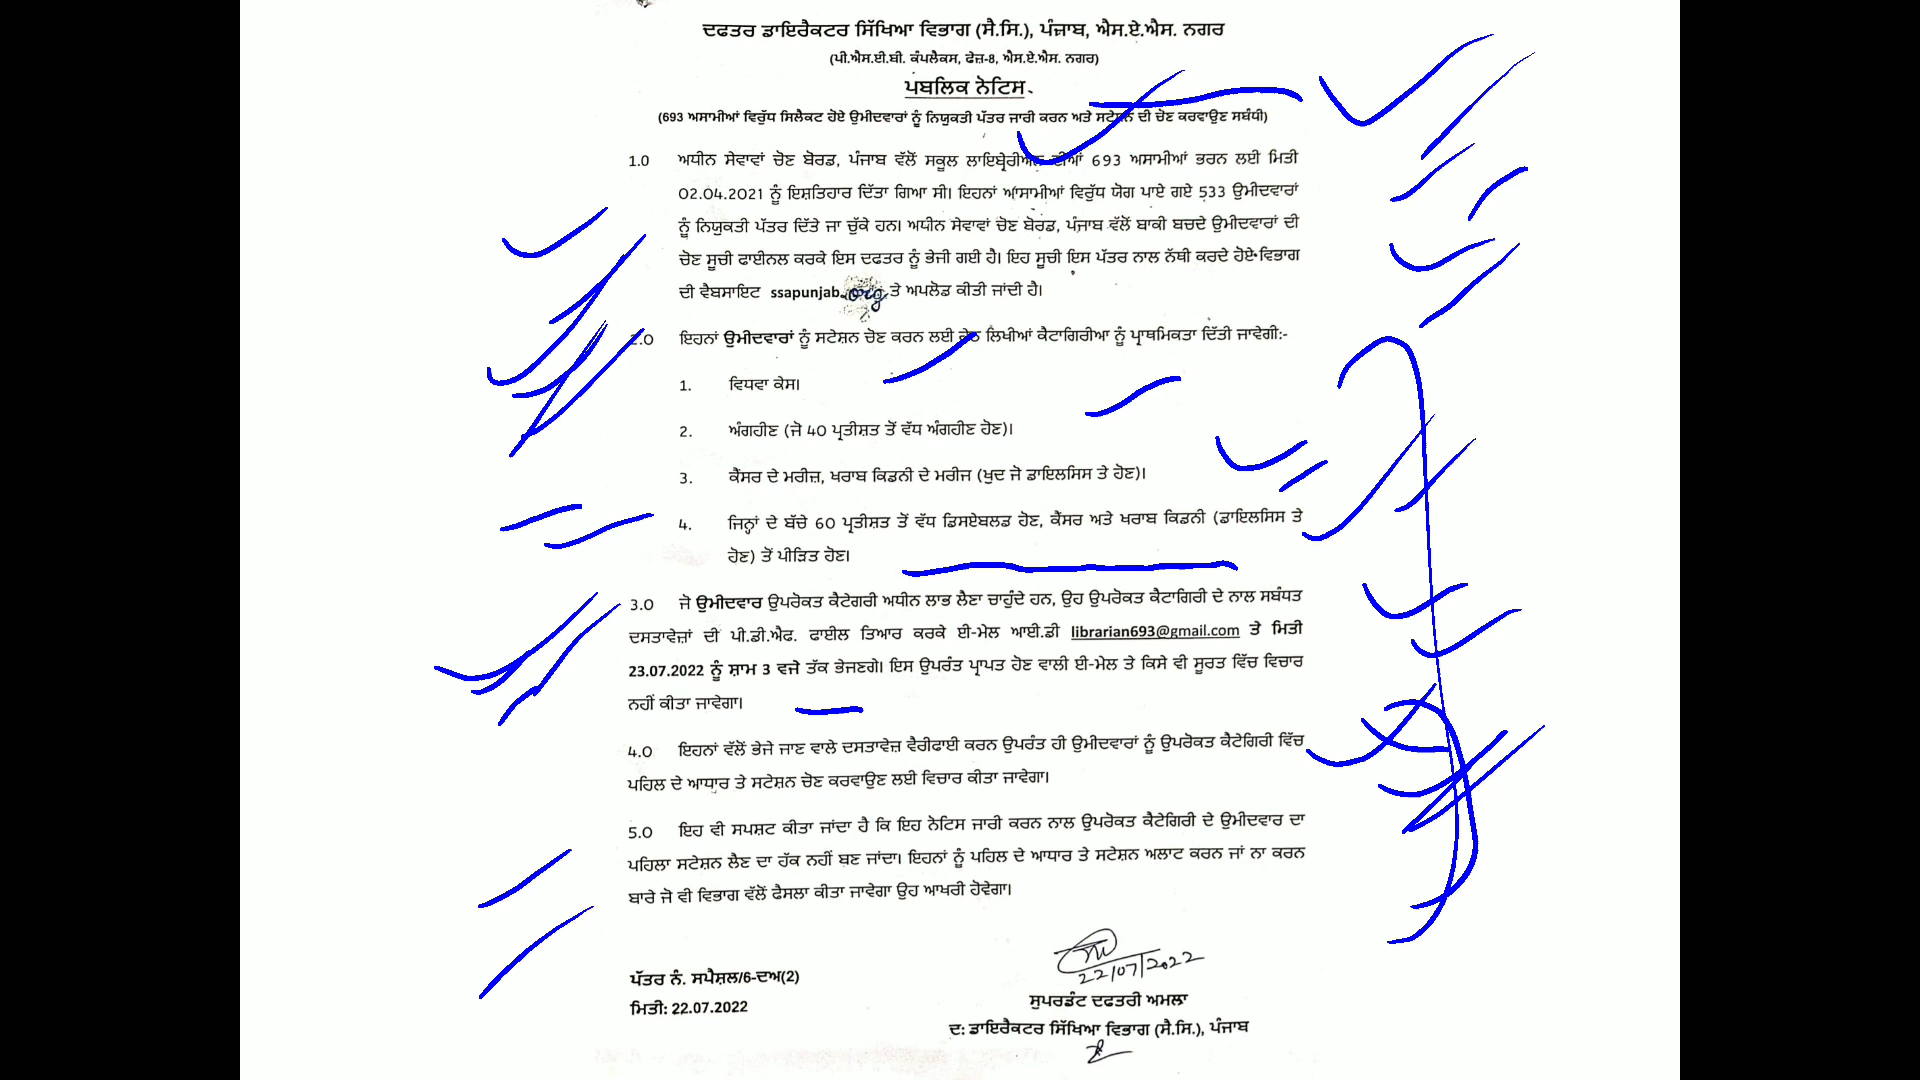 ਦਫਤਰ ਡਾਇਰੈਕਟਰ ਸਿੱਖਿਆ ਵਿਭਾਗ (ਸੈ.ਸਿ.), ਪੰਜਾਬ, ਐਸ.ਏ.ਐਸ. ਨਗਰ
(ਪੀ.ਐਸ.ਈ.ਬੀ. ਕੰਪਲੈਕਸ, ਫੇਜ਼-8, ਐਸ.ਏ.ਐਸ. ਨਗਰ)
ਪਬਲਿਕ ਨੋਟਿਸ
(693 ਅਸਾਮੀਆਂ ਵਿਰੁੱਧ ਸਿਲੈਕਟ ਹੋਏ ਉਮੀਦਵਾਰਾਂ ਨੂੰ ਨਿਯੁਕਤੀ ਪੱਤਰ ਜਾਰੀ ਕਰਨ ਅਤੇ ਸਟੇਸ਼ਨ ਦੀ ਚੋਣ ਕਰਵਾਉਣ ਸਬੰਧੀ)
1.0 ਅਧੀਨ ਸੇਵਾਵਾਂ ਚੋਣ ਬੋਰਡ, ਪੰਜਾਬ ਵੱਲੋਂ ਸਕੂਲ ਲਾਇਬ੍ਰੇਰੀਅਨ ਦੀਆਂ 693 ਅਸਾਮੀਆਂ ਭਰਨ ਲਈ ਮਿਤੀ
02.04.2021 ਨੂੰ ਇਸ਼ਤਿਹਾਰ ਦਿੱਤਾ ਗਿਆ ਸੀ। ਇਹਨਾਂ ਆਸਾਮੀਆਂ ਵਿਰੁੱਧ ਯੋਗ ਪਾਏ ਗਏ 533 ਉਮੀਦਵਾਰਾਂ
ਨੂੰ ਨਿਯੁਕਤੀ ਪੱਤਰ ਦਿੱਤੇ ਜਾ ਚੁੱਕੇ ਹਨ। ਅਧੀਨ ਸੇਵਾਵਾਂ ਚੋਣ ਬੋਰਡ, ਪੰਜਾਬ ਵੱਲੋਂ ਬਾਕੀ ਬਚਦੇ ਉਮੀਦਵਾਰਾਂ ਦੀ
ਚੋਣ ਸੂਚੀ ਫਾਈਨਲ ਕਰਕੇ ਇਸ ਦਫਤਰ ਨੂੰ ਭੇਜੀ ਗਈ ਹੈ। ਇਹ ਸੂਚੀ ਇਸ ਪੱਤਰ ਨਾਲ ਨੱਥੀ ਕਰਦੇ ਹੋਏ ਵਿਭਾਗ
ਦੀ ਵੈਬਸਾਇਟ ssapunjab.org ਤੇ ਅਪਲੋਡ ਕੀਤੀ ਜਾਂਦੀ ਹੈ।
2.0 ਇਹਨਾਂ ਉਮੀਦਵਾਰਾਂ ਨੂੰ ਸਟੇਸ਼ਨ ਚੋਣ ਕਰਨ ਲਈ ਹੇਠ ਲਿਖੀਆਂ ਕੈਟਾਗਿਰੀਆ ਨੂੰ ਪ੍ਰਾਥਮਿਕਤਾ ਦਿੱਤੀ ਜਾਵੇਗੀ:-
1. ਵਿਧਵਾ ਕੇਸ।
2. ਅੰਗਹੀਣ (ਜੋ 40 ਪ੍ਰਤੀਸ਼ਤ ਤੋਂ ਵੱਧ ਅੰਗਹੀਣ ਹੋਣ)।
3. ਕੈਂਸਰ ਦੇ ਮਰੀਜ਼, ਖਰਾਬ ਕਿਡਨੀ ਦੇ ਮਰੀਜ (ਖੁਦ ਜੋ ਡਾਇਲਸਿਸ ਤੇ ਹੋਣ)।
4. ਜਿਨ੍ਹਾਂ ਦੇ ਬੱਚੇ 60 ਪ੍ਰਤੀਸ਼ਤ ਤੋਂ ਵੱਧ ਡਿਸਏਬਲਡ ਹੋਣ, ਕੈਂਸਰ ਅਤੇ ਖਰਾਬ ਕਿਡਨੀ (ਡਾਇਲਸਿਸ ਤੇ
ਹੋਣ) ਤੋਂ ਪੀੜਿਤ ਹੋਣ।
3.0 ਜੋ ਉਮੀਦਵਾਰ ਉਪਰੋਕਤ ਕੈਟੇਗਰੀ ਅਧੀਨ ਲਾਭ ਲੈਣਾ ਚਾਹੁੰਦੇ ਹਨ, ਉਹ ਉਪਰੋਕਤ ਕੈਟਾਗਿਰੀ ਦੇ ਨਾਲ ਸਬੰਧਤ
ਦਸਤਾਵੇਜ਼ਾਂ ਦੀ ਪੀ.ਡੀ.ਐਫ. ਫਾਈਲ ਤਿਆਰ ਕਰਕੇ ਈ-ਮੇਲ ਆਈ.ਡੀ librarian693@gmail.com ਤੇ ਮਿਤੀ
23.07.2022 ਨੂੰ ਸ਼ਾਮ 3 ਵਜੇ ਤੱਕ ਭੇਜਣਗੇ। ਇਸ ਉਪਰੰਤ ਪ੍ਰਾਪਤ ਹੋਣ ਵਾਲੀ ਈ-ਮੇਲ ਤੇ ਕਿਸੇ ਵੀ ਸੂਰਤ ਵਿੱਚ ਵਿਚਾਰ
ਨਹੀਂ ਕੀਤਾ ਜਾਵੇਗਾ।
4.0 ਇਹਨਾਂ ਵੱਲੋਂ ਭੇਜੇ ਜਾਣ ਵਾਲੇ ਦਸਤਾਵੇਜ਼ ਵੈਰੀਫਾਈ ਕਰਨ ਉਪਰੰਤ ਹੀ ਉਮੀਦਵਾਰਾਂ ਨੂੰ ਉਪਰੋਕਤ ਕੈਟੇਗਿਰੀ ਵਿੱਚ
ਪਹਿਲ ਦੇ ਆਧਾਰ ਤੇ ਸਟੇਸ਼ਨ ਚੋਣ ਕਰਵਾਉਣ ਲਈ ਵਿਚਾਰ ਕੀਤਾ ਜਾਵੇਗਾ।
5.0 ਇਹ ਵੀ ਸਪਸ਼ਟ ਕੀਤਾ ਜਾਂਦਾ ਹੈ ਕਿ ਇਹ ਨੋਟਿਸ ਜਾਰੀ ਕਰਨ ਨਾਲ ਉਪਰੋਕਤ ਕੈਟੇਗਿਰੀ ਦੇ ਉਮੀਦਵਾਰ ਦਾ
ਪਹਿਲਾ ਸਟੇਸ਼ਨ ਲੈਣ ਦਾ ਹੱਕ ਨਹੀਂ ਬਣ ਜਾਂਦਾ। ਇਹਨਾਂ ਨੂੰ ਪਹਿਲ ਦੇ ਆਧਾਰ ਤੇ ਸਟੇਸ਼ਨ ਅਲਾਟ ਕਰਨ ਜਾਂ ਨਾ ਕਰਨ
ਬਾਰੇ ਜੋ ਵੀ ਵਿਭਾਗ ਵੱਲੋਂ ਫੈਸਲਾ ਕੀਤਾ ਜਾਵੇਗਾ ਉਹ ਆਖਰੀ ਹੋਵੇਗਾ।
22/07/2022
ਪੱਤਰ ਨੰ. ਸਪੈਸ਼ਲ/6-ਦਅ(2)
ਮਿਤੀ: 22.07.2022
ਸੁਪਰਡੰਟ ਦਫਤਰੀ ਅਮਲਾ
ਦ: ਡਾਇਰੈਕਟਰ ਸਿੱਖਿਆ ਵਿਭਾਗ (ਸੈ.ਸਿ.), ਪੰਜਾਬ